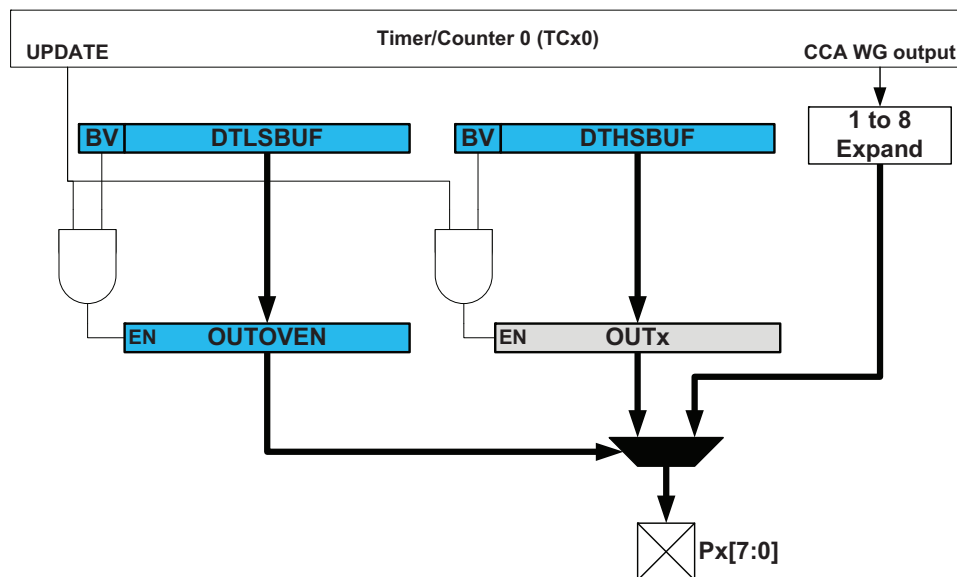 Timer/Counter 0 (TCx0)
UPDATE
CCA WG output
1 to 8
Expand
BV
DTLSBUF
BV
DTHSBUF
EN
OUTOVEN
EN
OUTx
Px[7:0]